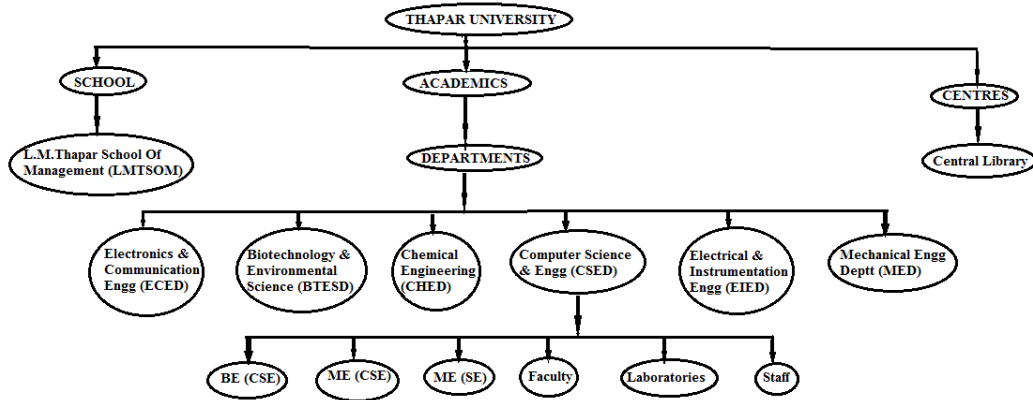 THAPAR UNIVERSITY
SCHOOL
ACADEMICS
CENTRES
L.M.Thapar School Of
Management (LMTSOM)
DEPARTMENTS
Central Library
Electronics &
Communication
Engg (ECED)
Biotechnology &
Environmental
Science (BTESD)
Chemical
Engineering
(CHED)
Computer Science
& Engg (CSED)
Electrical &
Instrumentation
Engg (EIED)
Mechanical Engg
Deptt (MED)
BE (CSE)
ME (CSE)
ME (SE)
Faculty
Laboratories
Staff